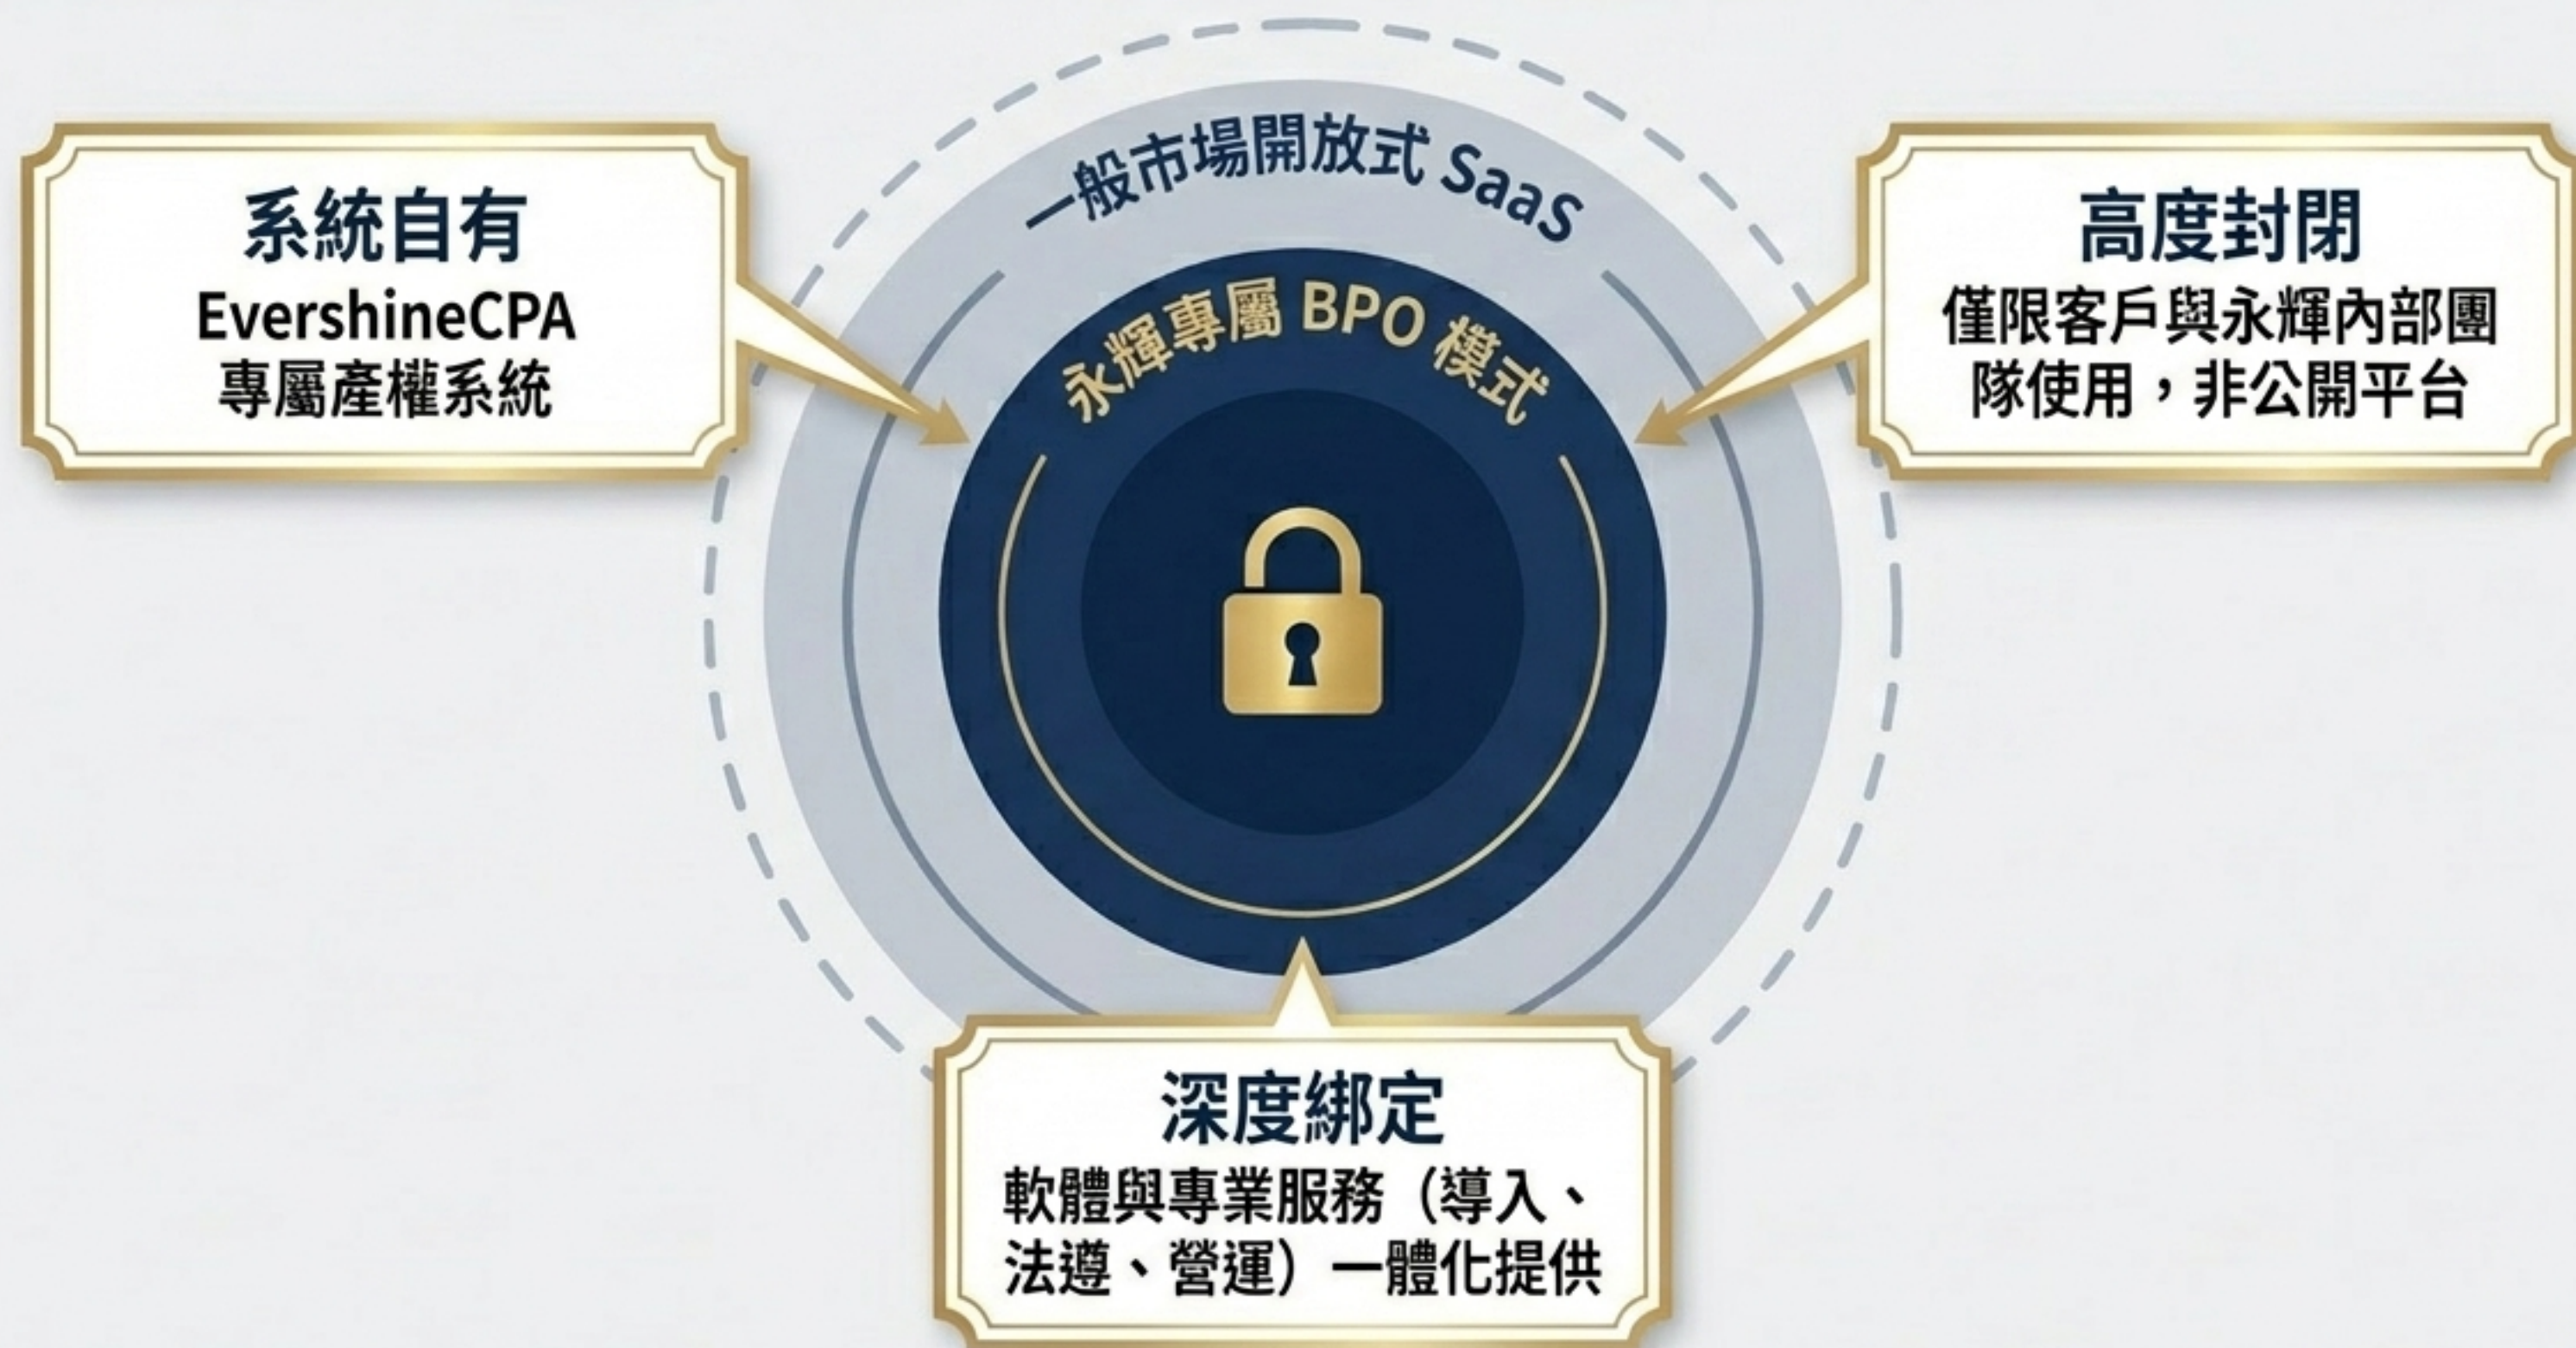 一般市場開放式 SaaS
永輝專屬 BPO 模式
系統自有
EvershineCPA
專屬產權系統
高度封閉
僅限客戶與永輝內部團
隊使用，非公開平台
深度綁定
軟體與專業服務（導入、
法遵、營運）一體化提供